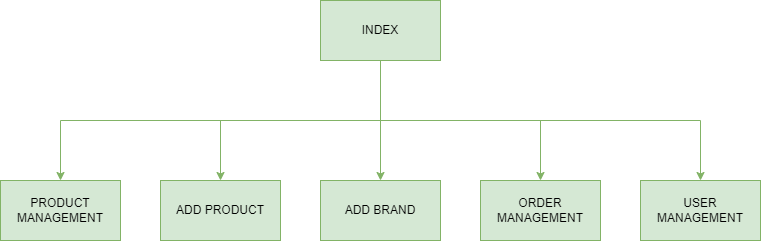 INDEX
PRODUCT
MANAGEMENT
ADD PRODUCT
ADD BRAND
ORDER
MANAGEMENT
USER
MANAGEMENT